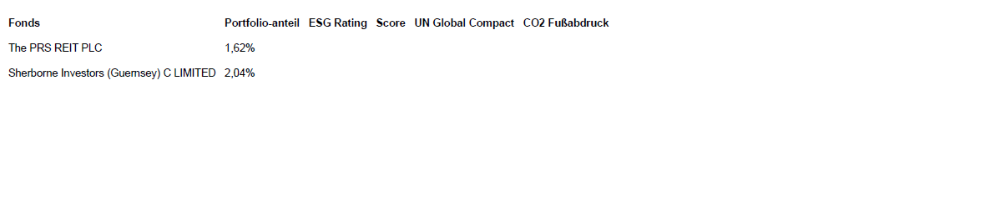 Fonds Portfolio-anteil ESG Rating Score UN Global Compact CO2 Fußabdruck
The PRS REIT PLC 1,62%
Sherborne Investors (Guernsey) C LIMITED 2,04%